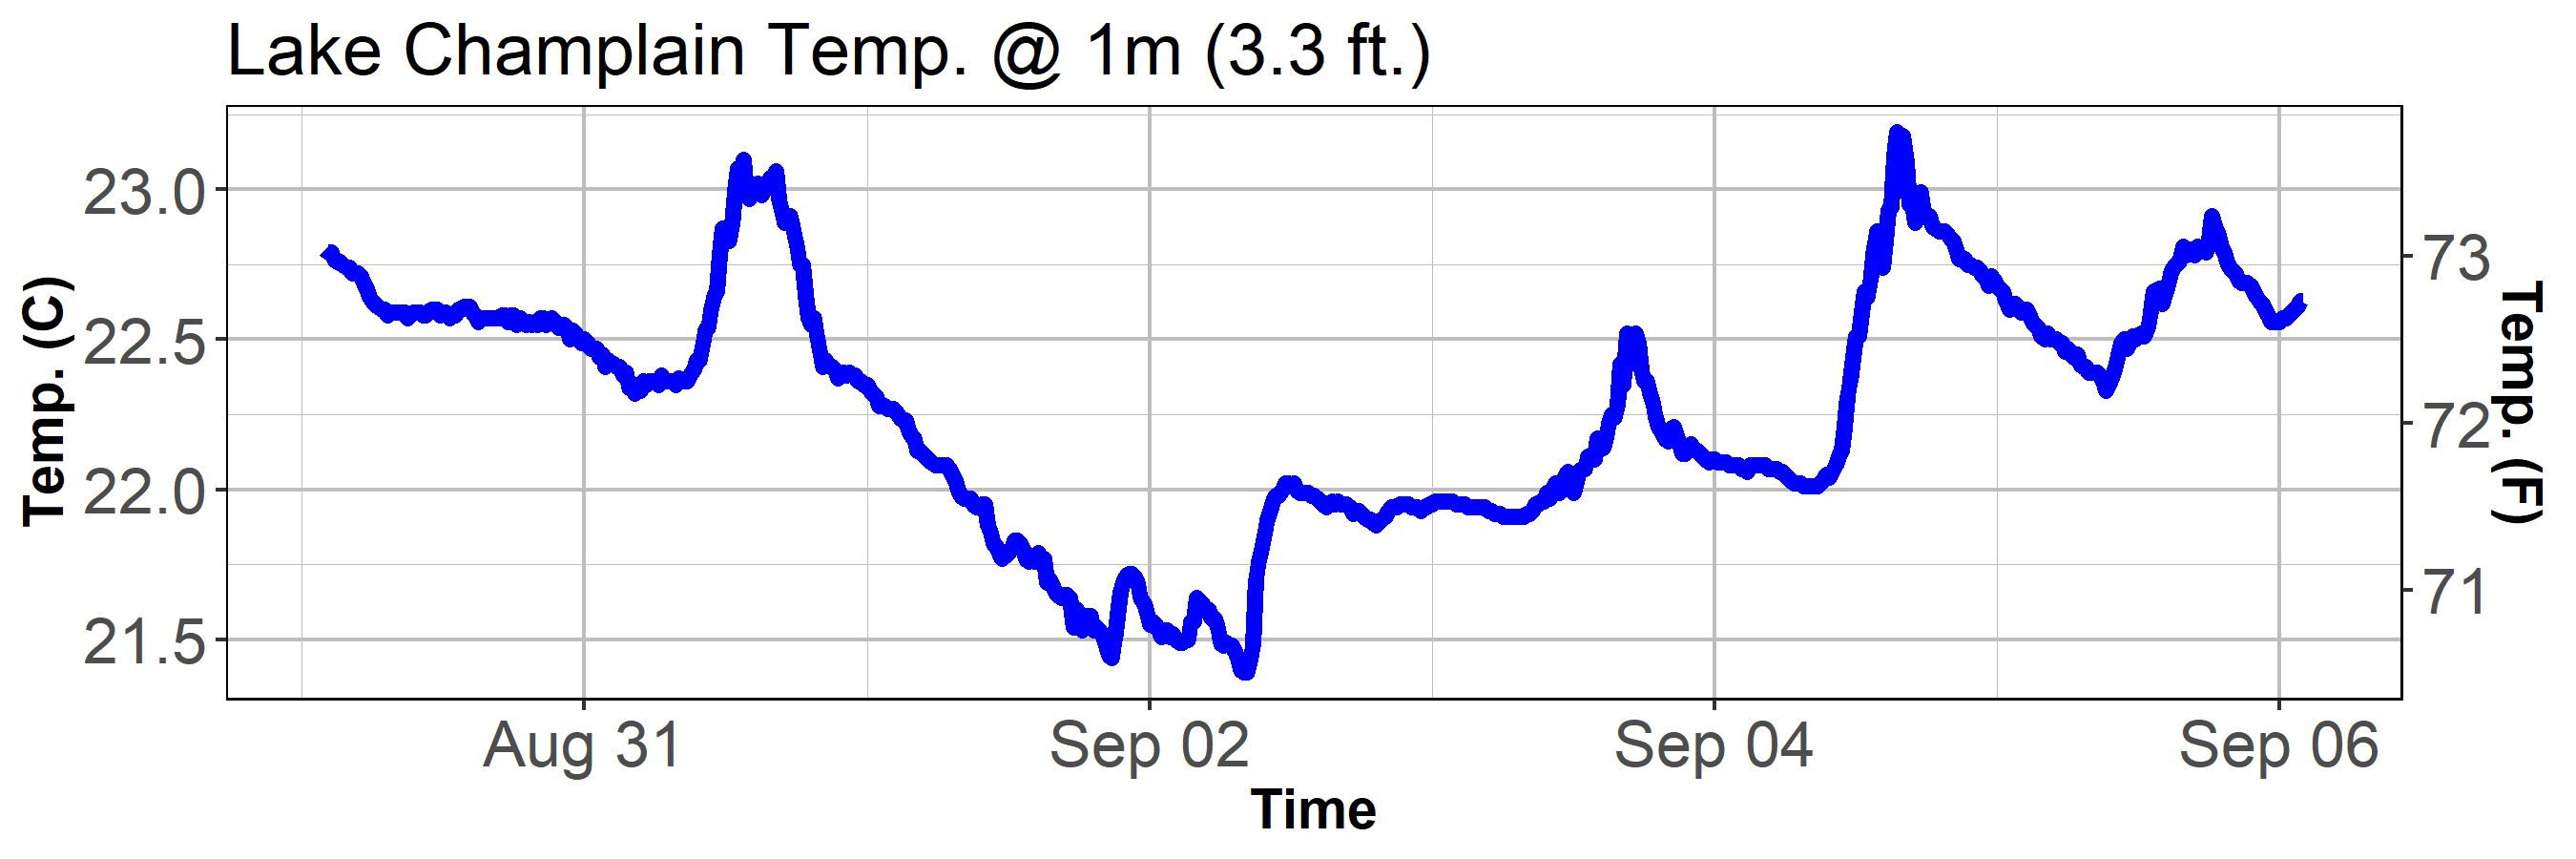 Lake Champlain Temp. @ 1m (3.3 ft.)
Temp. (C)
23.0
22.5
22.0
21.5
73
72
71
Temp. (F)
Aug 31
Sep 02
Sep 04
Sep 06
Time